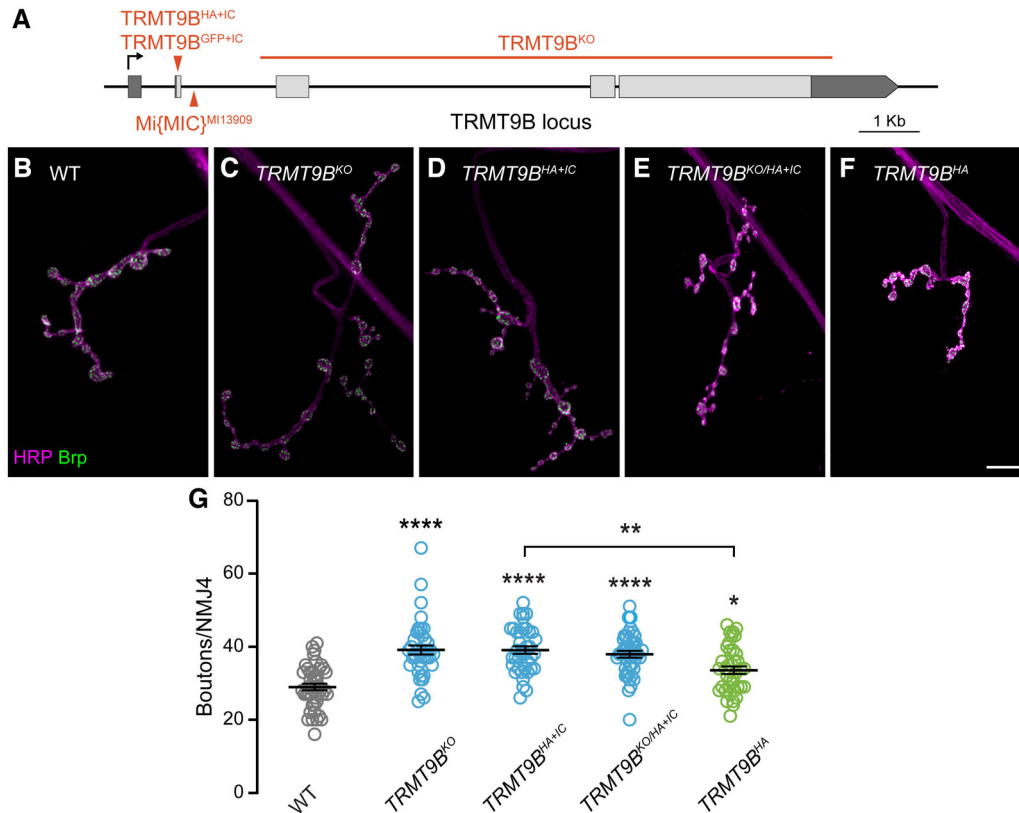 A
TRMT9B^HA+IC
TRMT9B^GFP+IC
TRMT9B^KO
Mi{MIC}^MI13909
TRMT9B locus
1 Kb
B WT
C TRMT9B^KO
D TRMT9B^HA+IC
E TRMT9B^KO/HA+IC
F TRMT9B^HA
HRP Brp
G
Boutons/NMJ4
80
60
40
20
0
****
****
****
**
*
WT
TRMT9B^KO
TRMT9B^HA+IC
TRMT9B^KO/HA+IC
TRMT9B^HA